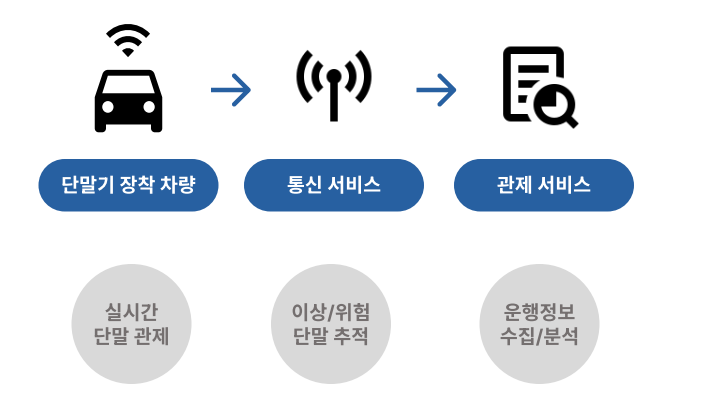 단말기 장착 차량
통신 서비스
관제 서비스
실시간
단말 관제
이상/위험
단말 추적
운행정보
수집/분석